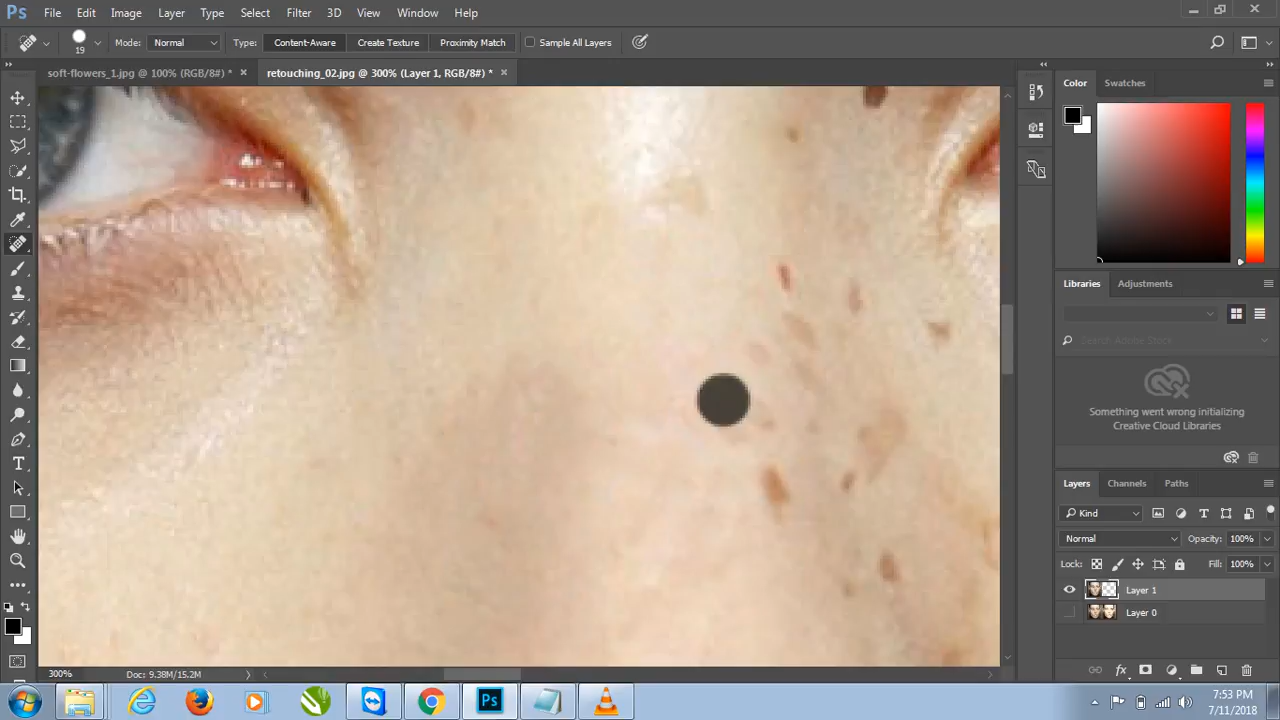 Ps File Edit Image Layer Type Select Filter 3D View Window Help
19 Mode: Normal Type: Content-Aware Create Texture Proximity Match Sample All Layers
soft-flowers_1.jpg @ 100% (RGB/8#) * × retouching_02.jpg @ 300% (Layer 1, RGB/8#) * ×
Color Swatches
Libraries Adjustments
Search Adobe Stock
Something went wrong initializing
Creative Cloud Libraries
Layers Channels Paths
Kind
Normal Opacity: 100%
Lock: Fill: 100%
Layer 1
Layer 0
300% Doc: 9.38M/15.2M
fx
Ps
7:53 PM
7/11/2018